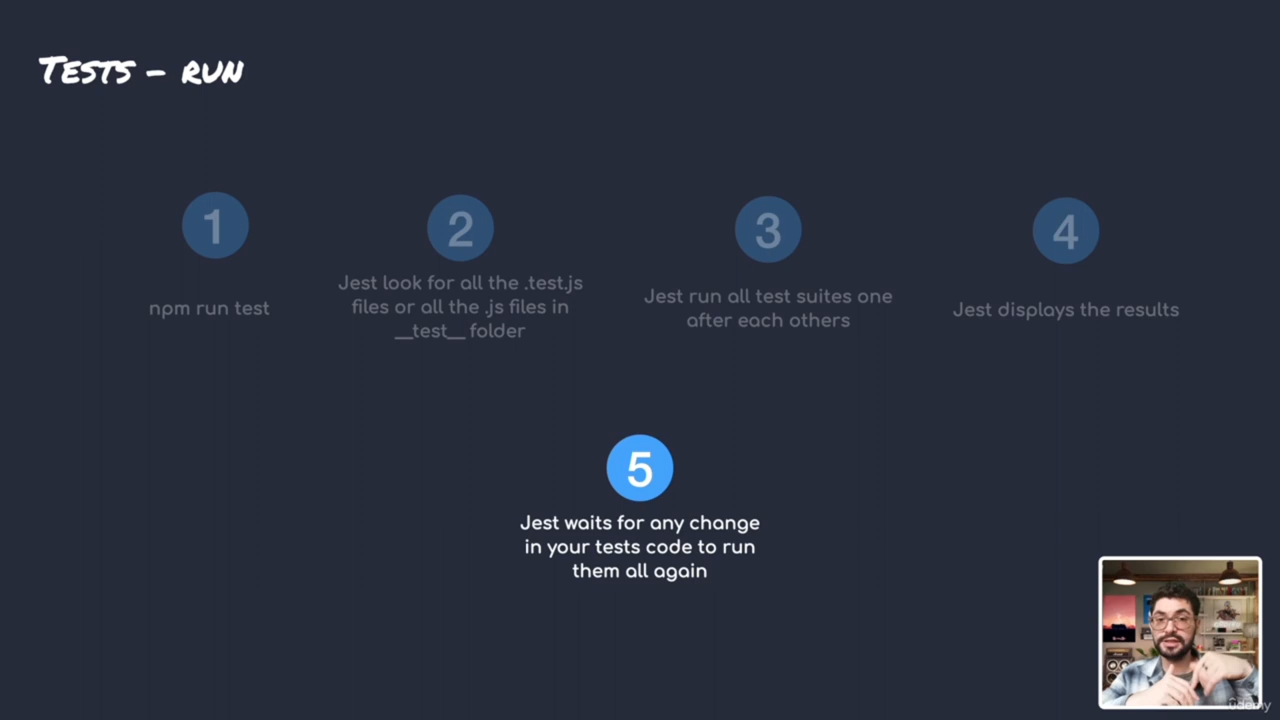 Tests - run
1
npm run test
2
Jest look for all the .test.js
files or all the .js files in
__test__ folder
3
Jest run all test suites one
after each others
4
Jest displays the results
5
Jest waits for any change
in your tests code to run
them all again
ûdemy